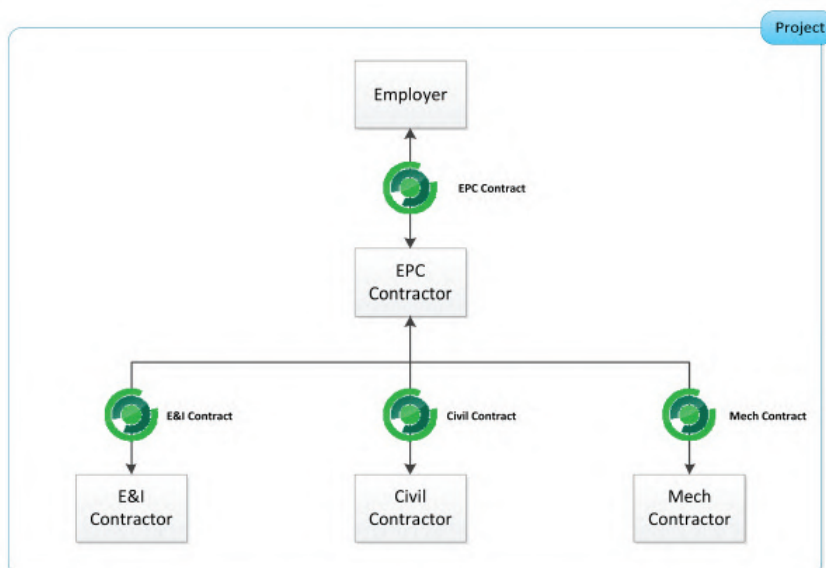 Project
Employer
EPC Contract
EPC
Contractor
E&I Contract
Civil Contract
Mech Contract
E&I
Contractor
Civil
Contractor
Mech
Contractor